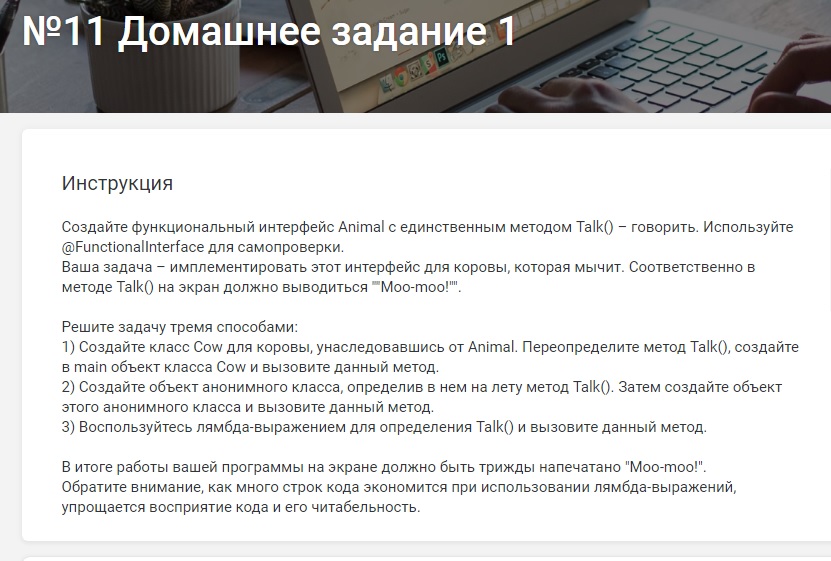 №11 Домашнее задание 1
Инструкция
Создайте функциональный интерфейс Animal с единственным методом Talk() – говорить. Используйте
@FunctionalInterface для самопроверки.
Ваша задача – имплементировать этот интерфейс для коровы, которая мычит. Соответственно в
методе Talk() на экран должно выводиться ""Moo-moo!"".
Решите задачу тремя способами:
1) Создайте класс Cow для коровы, унаследовавшись от Animal. Переопределите метод Talk(), создайте
в main объект класса Cow и вызовите данный метод.
2) Создайте объект анонимного класса, определив в нем на лету метод Talk(). Затем создайте объект
этого анонимного класса и вызовите данный метод.
3) Воспользуйтесь лямбда-выражением для определения Talk() и вызовите данный метод.
В итоге работы вашей программы на экране должно быть трижды напечатано "Moo-moo!".
Обратите внимание, как много строк кода экономится при использовании лямбда-выражений,
упрощается восприятие кода и его читабельность.